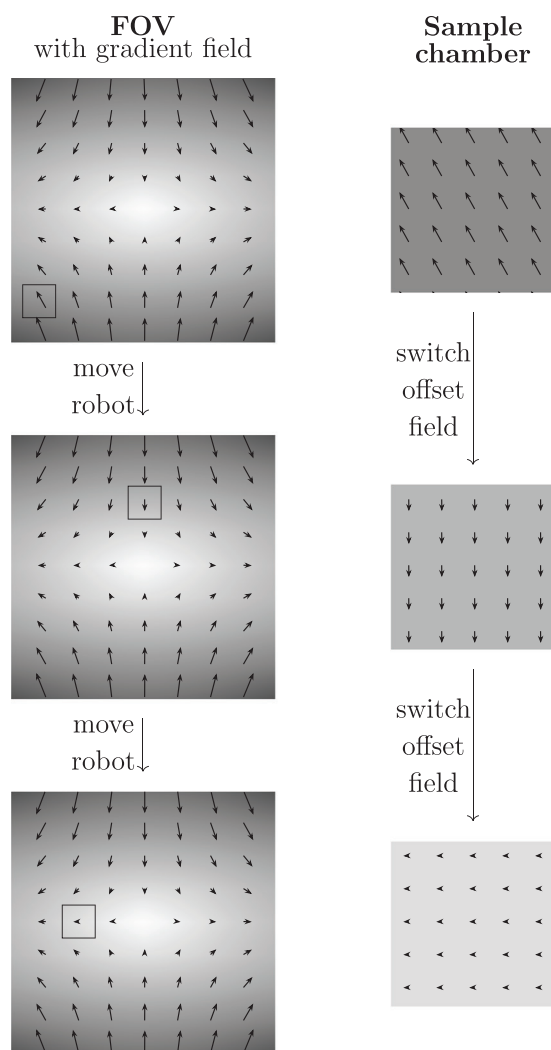 FOV
with gradient field
Sample
chamber
move
robot
switch
offset
field
move
robot
switch
offset
field